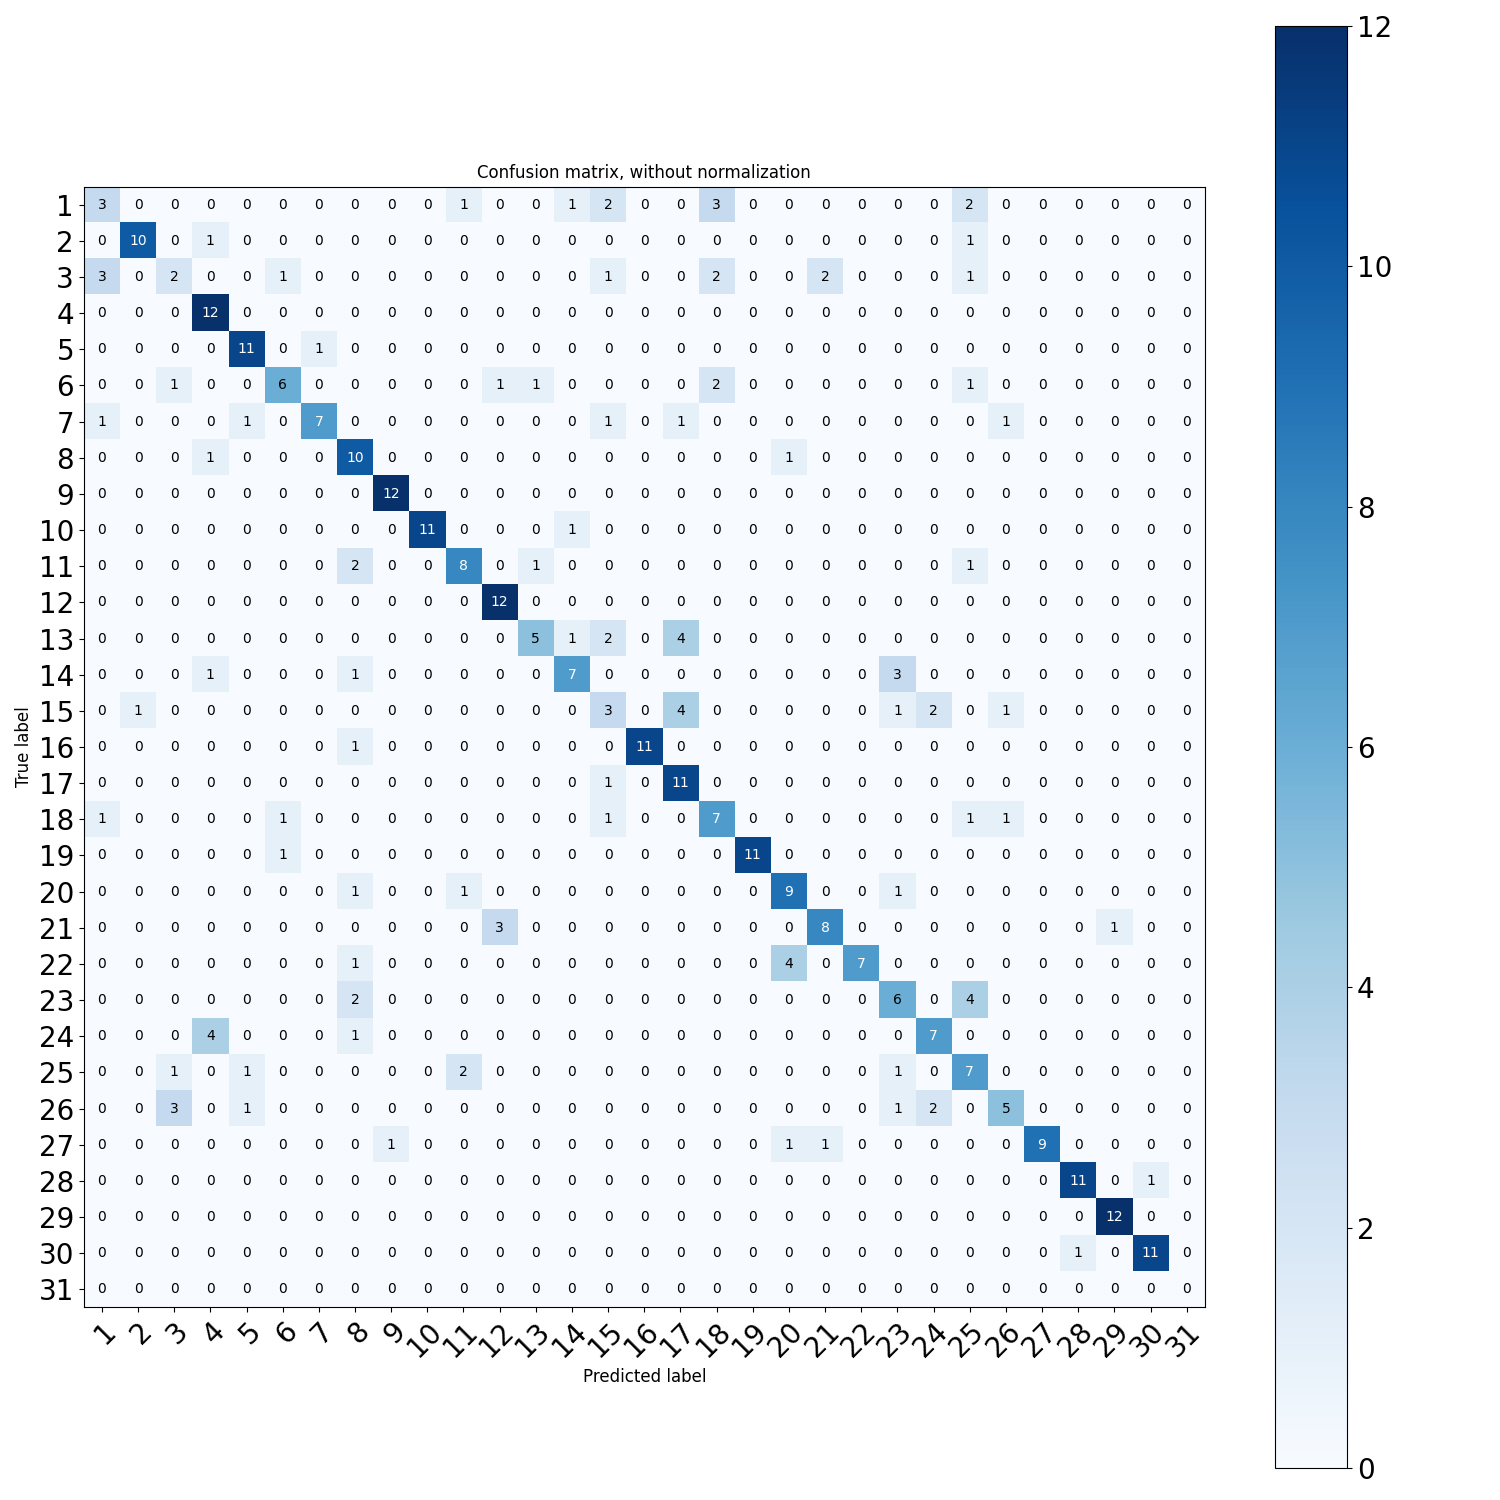 Confusion matrix, without normalization
1 3 0 0 0 0 0 0 0 0 0 1 0 0 1 2 0 0 3 0 0 0 0 0 0 2 0 0 0 0 0 0
2 0 10 0 1 0 0 0 0 0 0 0 0 0 0 0 0 0 0 0 0 0 0 0 0 1 0 0 0 0 0 0
3 3 0 2 0 0 1 0 0 0 0 0 0 0 0 1 0 0 2 0 0 2 0 0 0 1 0 0 0 0 0 0
4 0 0 0 12 0 0 0 0 0 0 0 0 0 0 0 0 0 0 0 0 0 0 0 0 0 0 0 0 0 0 0
5 0 0 0 0 11 0 1 0 0 0 0 0 0 0 0 0 0 0 0 0 0 0 0 0 0 0 0 0 0 0 0
6 0 0 1 0 0 6 0 0 0 0 0 1 1 0 0 0 0 2 0 0 0 0 0 0 1 0 0 0 0 0 0
7 1 0 0 0 1 0 7 0 0 0 0 0 0 0 1 0 1 0 0 0 0 0 0 0 0 1 0 0 0 0 0
8 0 0 0 1 0 0 0 10 0 0 0 0 0 0 0 0 0 0 0 1 0 0 0 0 0 0 0 0 0 0 0
9 0 0 0 0 0 0 0 0 12 0 0 0 0 0 0 0 0 0 0 0 0 0 0 0 0 0 0 0 0 0 0
10 0 0 0 0 0 0 0 0 0 11 0 0 0 1 0 0 0 0 0 0 0 0 0 0 0 0 0 0 0 0 0
11 0 0 0 0 0 0 0 2 0 0 8 0 1 0 0 0 0 0 0 0 0 0 0 0 1 0 0 0 0 0 0
12 0 0 0 0 0 0 0 0 0 0 0 12 0 0 0 0 0 0 0 0 0 0 0 0 0 0 0 0 0 0 0
13 0 0 0 0 0 0 0 0 0 0 0 0 5 1 2 0 4 0 0 0 0 0 0 0 0 0 0 0 0 0 0
14 0 0 0 1 0 0 0 1 0 0 0 0 0 7 0 0 0 0 0 0 0 0 3 0 0 0 0 0 0 0 0
15 0 1 0 0 0 0 0 0 0 0 0 0 0 0 3 0 4 0 0 0 0 0 1 2 0 1 0 0 0 0 0
16 0 0 0 0 0 0 0 1 0 0 0 0 0 0 0 11 0 0 0 0 0 0 0 0 0 0 0 0 0 0 0
17 0 0 0 0 0 0 0 0 0 0 0 0 0 0 1 0 11 0 0 0 0 0 0 0 0 0 0 0 0 0 0
18 1 0 0 0 0 1 0 0 0 0 0 0 0 0 1 0 0 7 0 0 0 0 0 0 1 1 0 0 0 0 0
19 0 0 0 0 0 1 0 0 0 0 0 0 0 0 0 0 0 0 11 0 0 0 0 0 0 0 0 0 0 0 0
20 0 0 0 0 0 0 0 1 0 0 1 0 0 0 0 0 0 0 0 9 0 0 1 0 0 0 0 0 0 0 0
21 0 0 0 0 0 0 0 0 0 0 0 3 0 0 0 0 0 0 0 0 8 0 0 0 0 0 0 0 1 0 0
22 0 0 0 0 0 0 0 1 0 0 0 0 0 0 0 0 0 0 0 4 0 7 0 0 0 0 0 0 0 0 0
23 0 0 0 0 0 0 0 2 0 0 0 0 0 0 0 0 0 0 0 0 0 0 6 0 4 0 0 0 0 0 0
24 0 0 0 4 0 0 0 1 0 0 0 0 0 0 0 0 0 0 0 0 0 0 0 7 0 0 0 0 0 0 0
25 0 0 1 0 1 0 0 0 0 0 2 0 0 0 0 0 0 0 0 0 0 0 1 0 7 0 0 0 0 0 0
26 0 0 3 0 1 0 0 0 0 0 0 0 0 0 0 0 0 0 0 0 0 0 1 2 0 5 0 0 0 0 0
27 0 0 0 0 0 0 0 0 1 0 0 0 0 0 0 0 0 0 0 1 1 0 0 0 0 0 9 0 0 0 0
28 0 0 0 0 0 0 0 0 0 0 0 0 0 0 0 0 0 0 0 0 0 0 0 0 0 0 0 11 0 1 0
29 0 0 0 0 0 0 0 0 0 0 0 0 0 0 0 0 0 0 0 0 0 0 0 0 0 0 0 0 12 0 0
30 0 0 0 0 0 0 0 0 0 0 0 0 0 0 0 0 0 0 0 0 0 0 0 0 0 0 0 1 0 11 0
31 0 0 0 0 0 0 0 0 0 0 0 0 0 0 0 0 0 0 0 0 0 0 0 0 0 0 0 0 0 0 0
1 2 3 4 5 6 7 8 9 10 11 12 13 14 15 16 17 18 19 20 21 22 23 24 25 26 27 28 29 30 31
Predicted label
True label
12
10
8
6
4
2
0